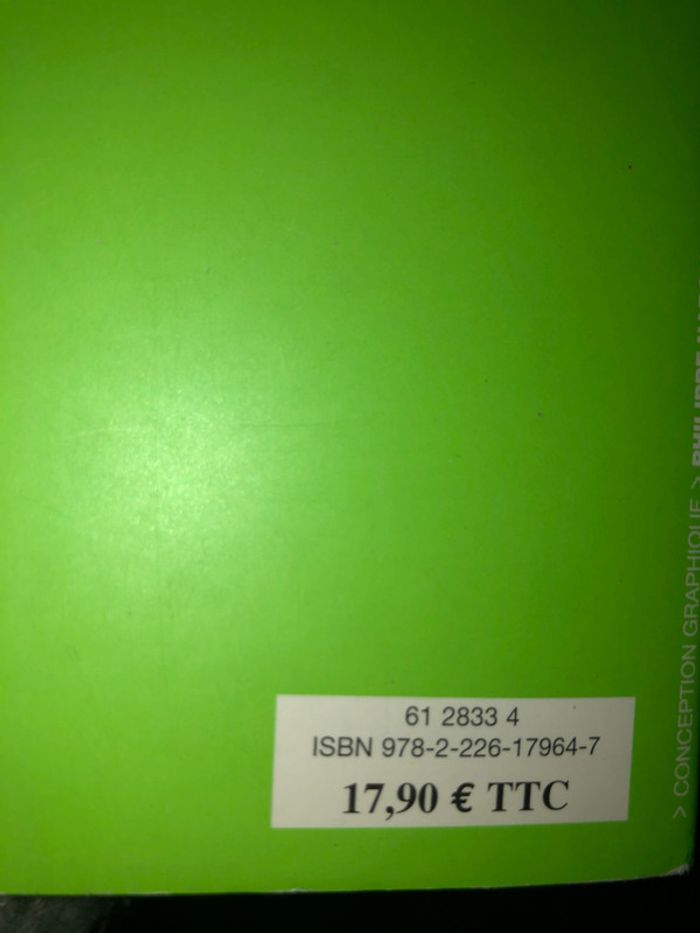 61 2833 4
ISBN 978-2-226-17964-7
17,90 € TTC
> CONCEPTION GRAPHIQUE >